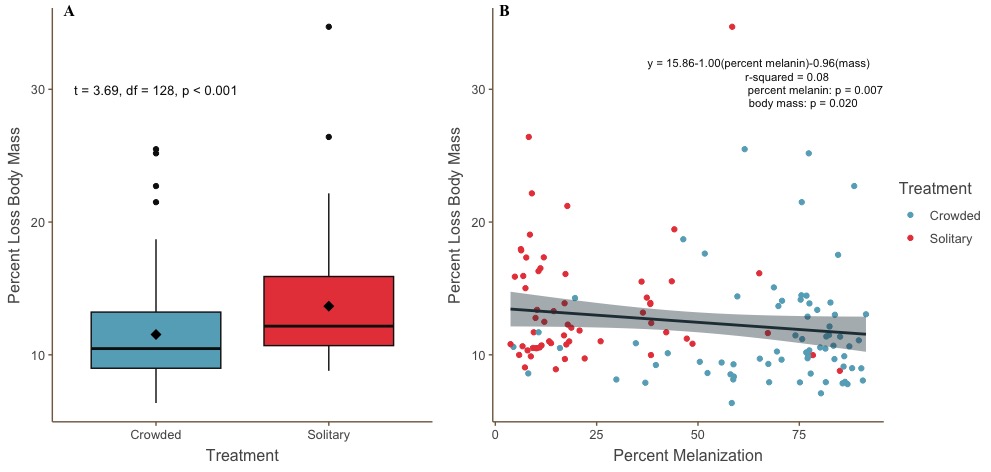 A
Percent Loss Body Mass
30
20
10
t = 3.69, df = 128, p < 0.001
Crowded
Solitary
Treatment
B
Percent Loss Body Mass
30
20
10
y = 15.86-1.00(percent melanin)-0.96(mass)
r-squared = 0.08
percent melanin: p = 0.007
body mass: p = 0.020
0
25
50
75
Percent Melanization
Treatment
Crowded
Solitary